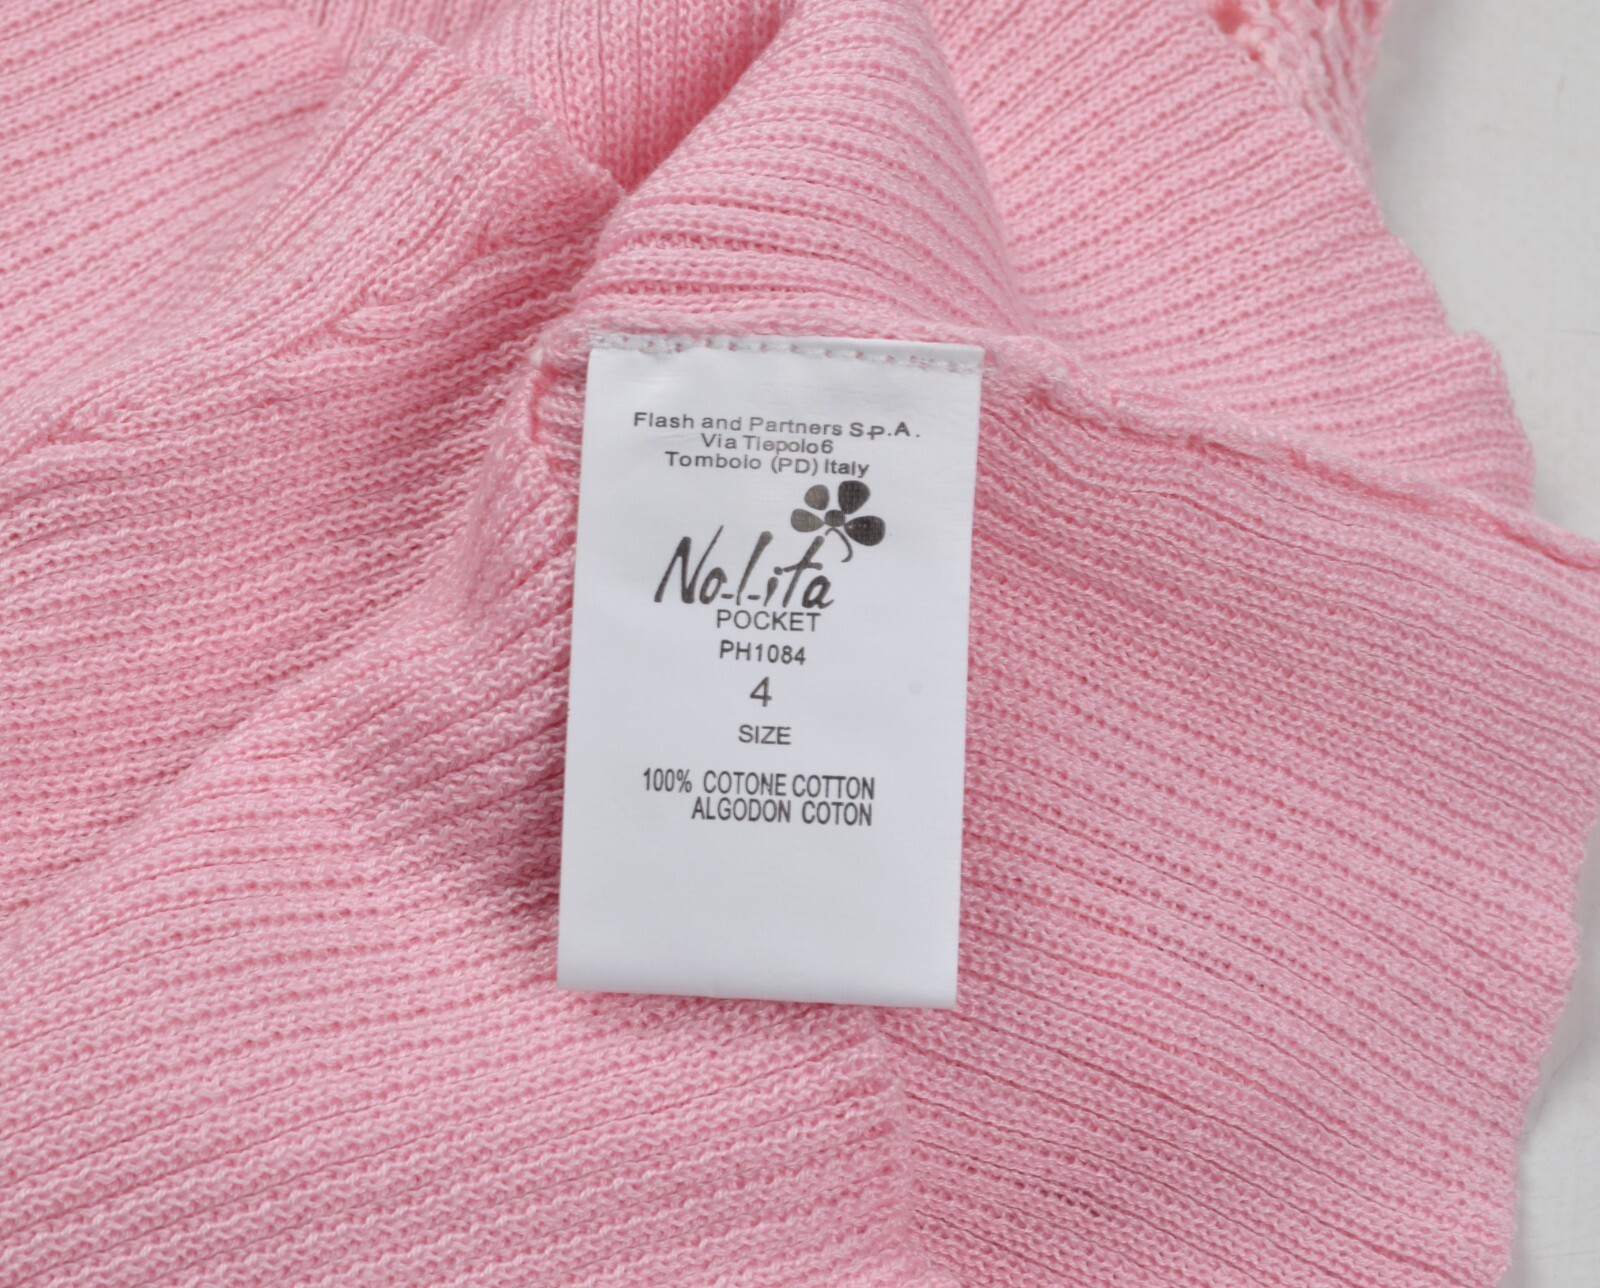 Flash and Partners S.p.A.
Via Tiepolo6
Tombolo (PD) Italy
No-l-ita
POCKET
PH1084
4
SIZE
100% COTONE COTTON
ALGODON COTON